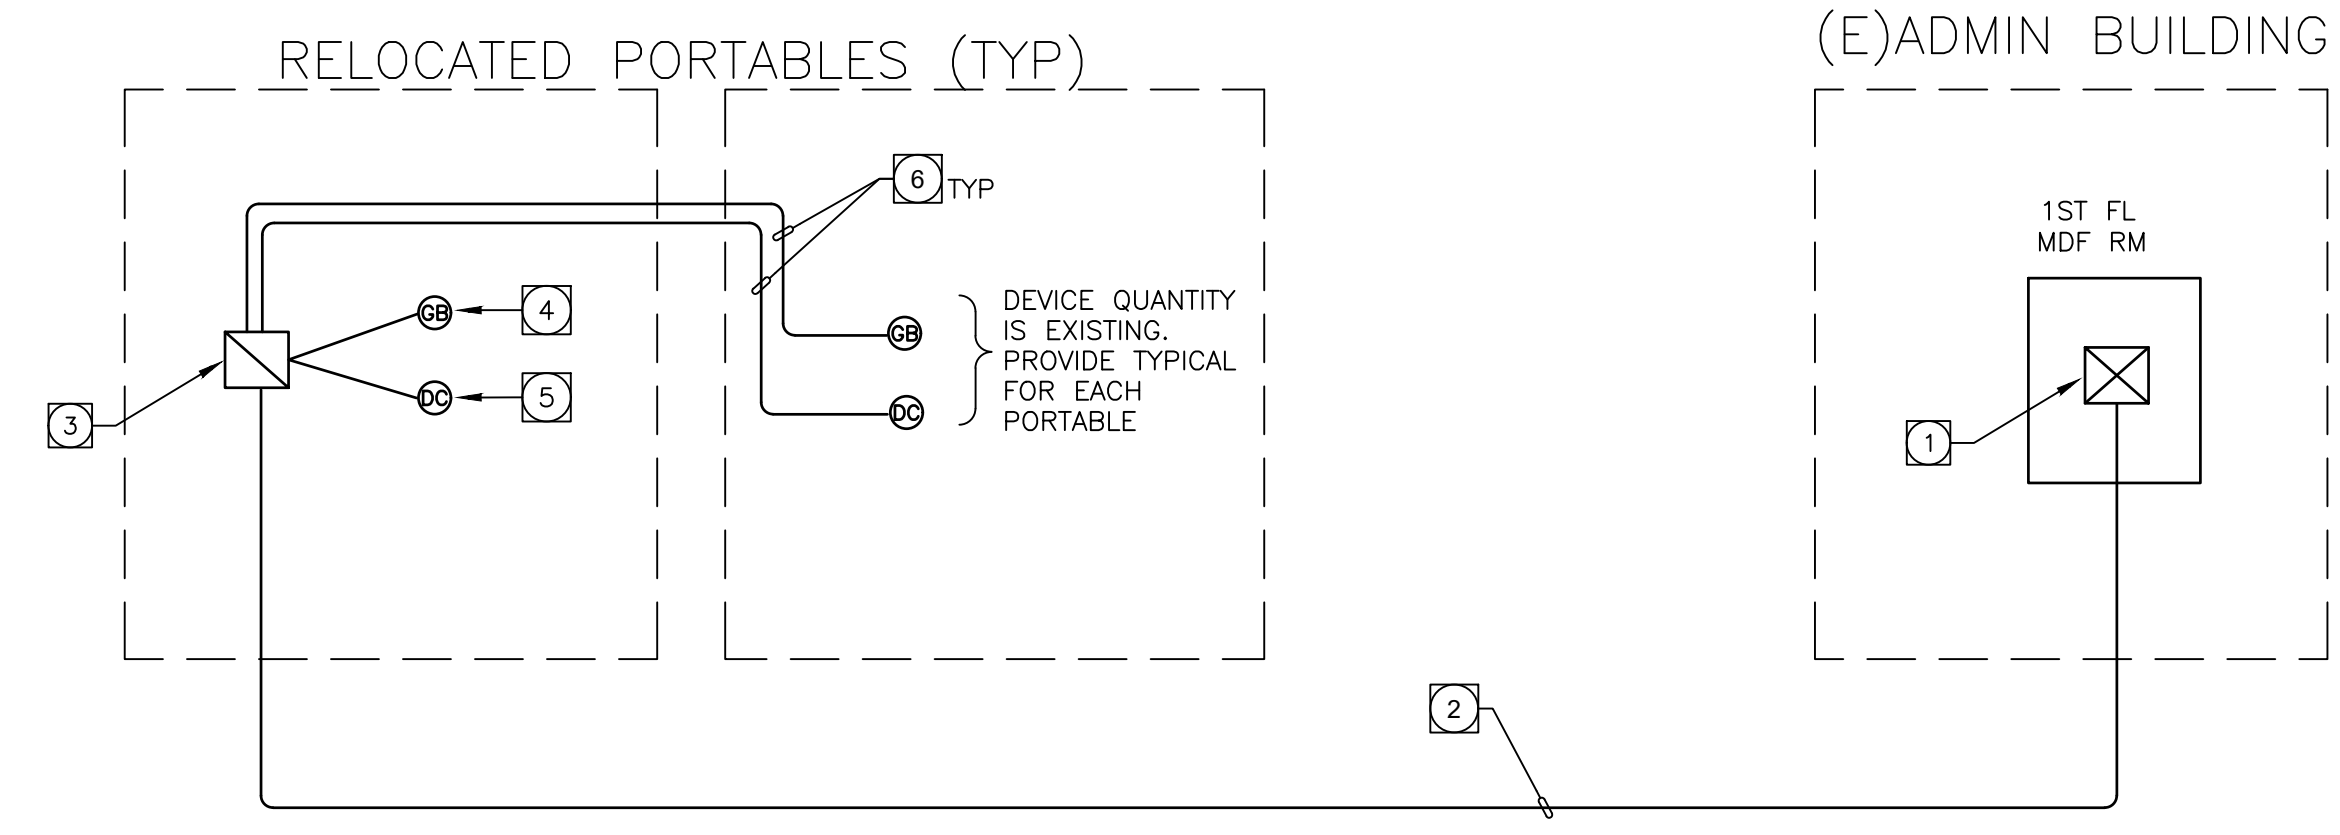 RELOCATED PORTABLES (TYP)
(E)ADMIN BUILDING
6 TYP
1ST FL
MDF RM
GB
4
DC
5
3
GB
DC
DEVICE QUANTITY
IS EXISTING.
PROVIDE TYPICAL
FOR EACH
PORTABLE
1
2